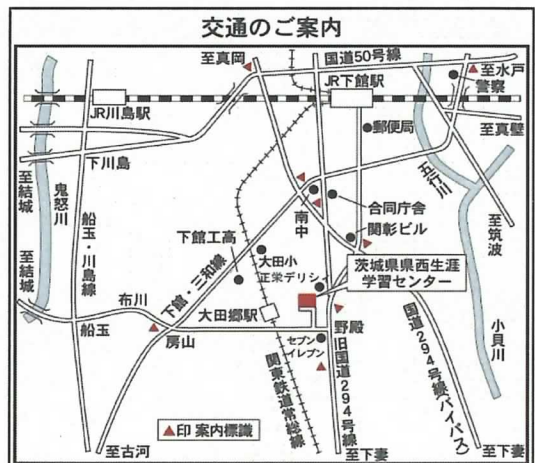 交通のご案内
至真岡
国道50号線
JR下館駅
至水戸
警察
JR川島駅
郵便局
至真壁
下川島
五行川
至結城
鬼怒川
南中
合同庁舎
至筑波
船玉・川島線
関彰ビル
下館工高
大田小
茨城県県西生涯
学習センター
至結城
下館・三和線
正栄デリシィ
布川
大田郷駅
小貝川
船玉
房山
野殿
セブン
イレブン
関東鉄道常総線
旧国道294号線
国道294号線(バイパス)
▲印 案内標識
至古河
至下妻
至下妻